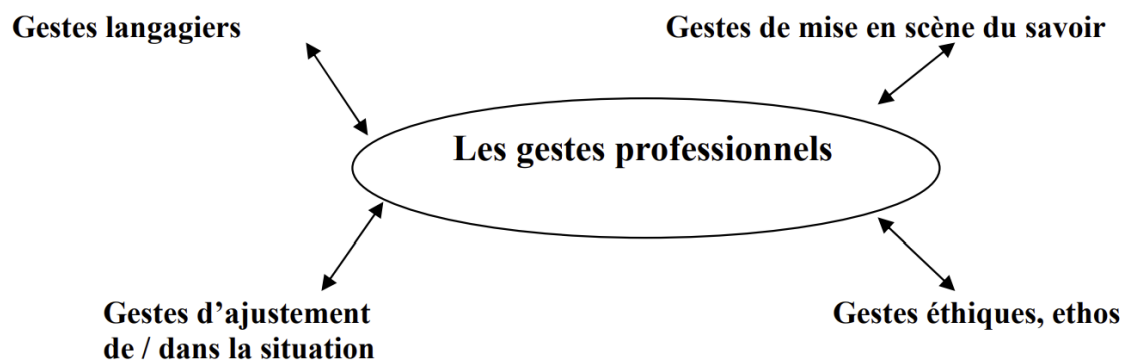 Gestes langagiers
Gestes de mise en scène du savoir
Les gestes professionnels
Gestes d’ajustement
de / dans la situation
Gestes éthiques, ethos